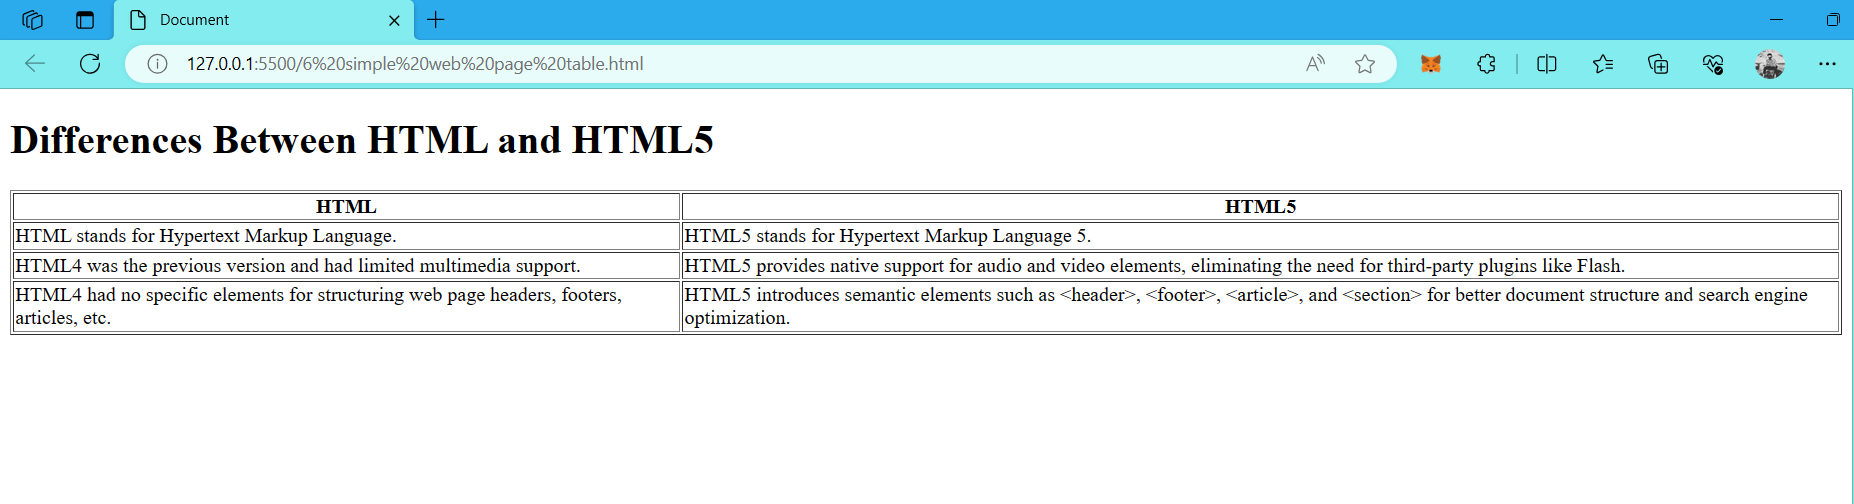 Document
127.0.0.1:5500/6%20simple%20web%20page%20table.html
Differences Between HTML and HTML5
HTML HTML5
HTML stands for Hypertext Markup Language. HTML5 stands for Hypertext Markup Language 5.
HTML4 was the previous version and had limited multimedia support. HTML5 provides native support for audio and video elements, eliminating the need for third-party plugins like Flash.
HTML4 had no specific elements for structuring web page headers, footers,
articles, etc.
HTML5 introduces semantic elements such as <header>, <footer>, <article>, and <section> for better document structure and search engine
optimization.